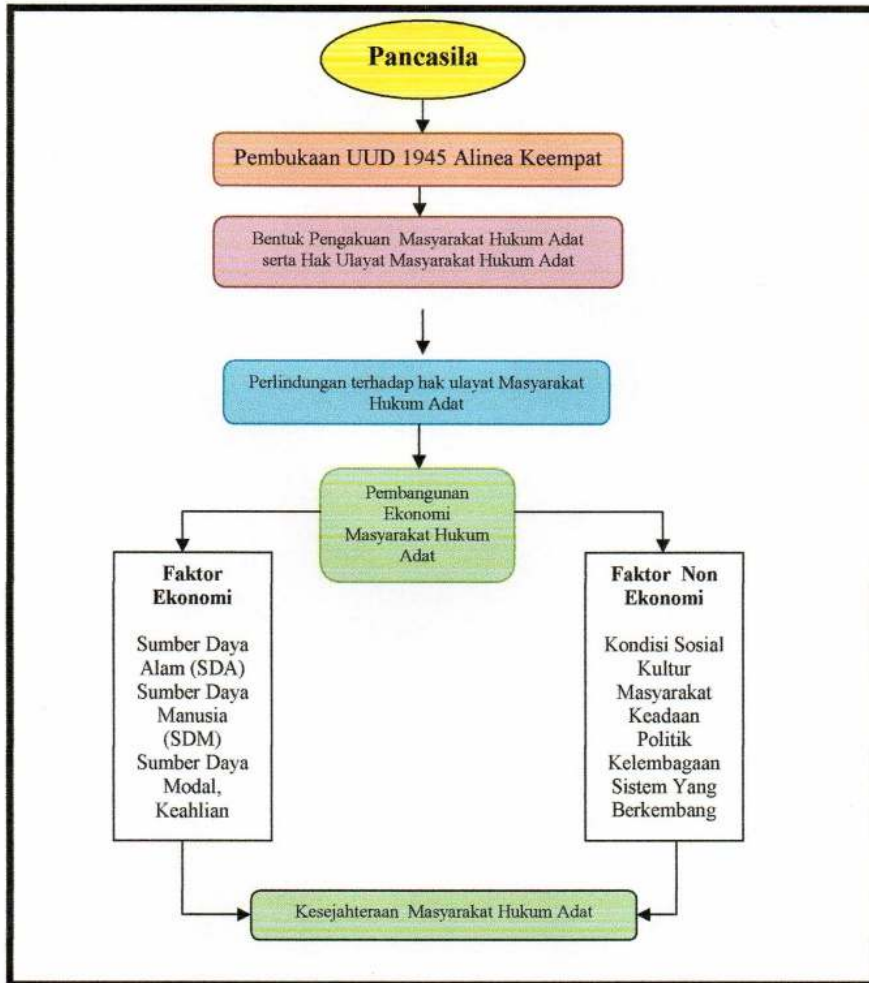 Pancasila
Pembukaan UUD 1945 Alinea Keempat
Bentuk Pengakuan Masyarakat Hukum Adat
serta Hak Ulayat Masyarakat Hukum Adat
Perlindungan terhadap hak ulayat Masyarakat
Hukum Adat
Pembangunan
Ekonomi
Masyarakat Hukum
Adat
Faktor
Ekonomi
Sumber Daya
Alam (SDA)
Sumber Daya
Manusia
(SDM)
Sumber Daya
Modal,
Keahlian
Faktor Non
Ekonomi
Kondisi Sosial
Kultur
Masyarakat
Keadaan
Politik
Kelembagaan
Sistem Yang
Berkembang
Kesejahteraan Masyarakat Hukum Adat